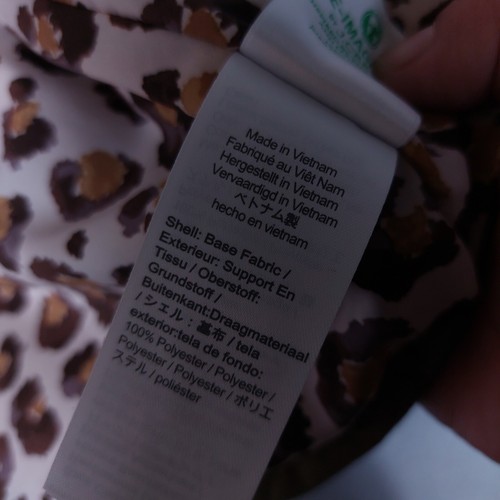 Made in Vietnam
Fabriqué au Viêt Nam
Hergestellt in Vietnam
Vervaardigd in Vietnam
ベトナム製
hecho en vietnam
Shell: Base Fabric /
Exterieur: Support En
Tissu / Oberstoff:
Grundstoff /
Buitenkant:Draagmateriaal
/ シェル：基布 / tela
exterior:tela de fondo:
100% Polyester / Polyester /
Polyester / Polyester / ポリエ
ステル / poliéster